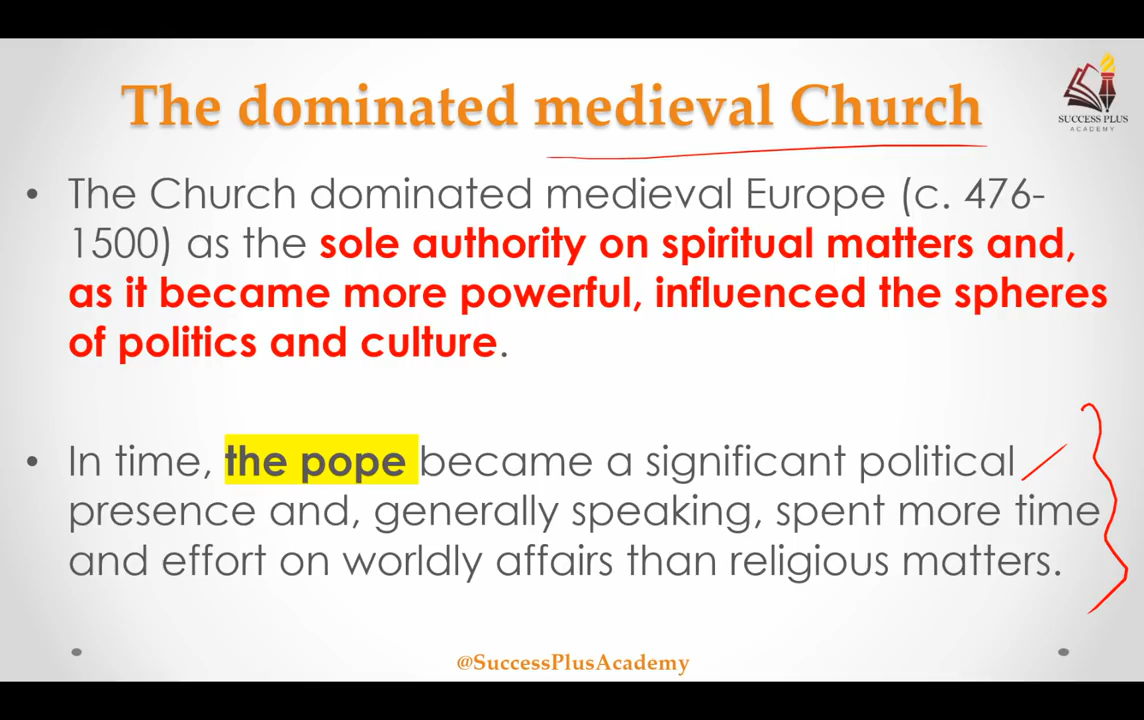 The dominated medieval Church
SUCCESS PLUS
ACADEMY
• The Church dominated medieval Europe (c. 476-
1500) as the sole authority on spiritual matters and,
as it became more powerful, influenced the spheres
of politics and culture.
• In time, the pope became a significant political
presence and, generally speaking, spent more time
and effort on worldly affairs than religious matters.
@SuccessPlusAcademy